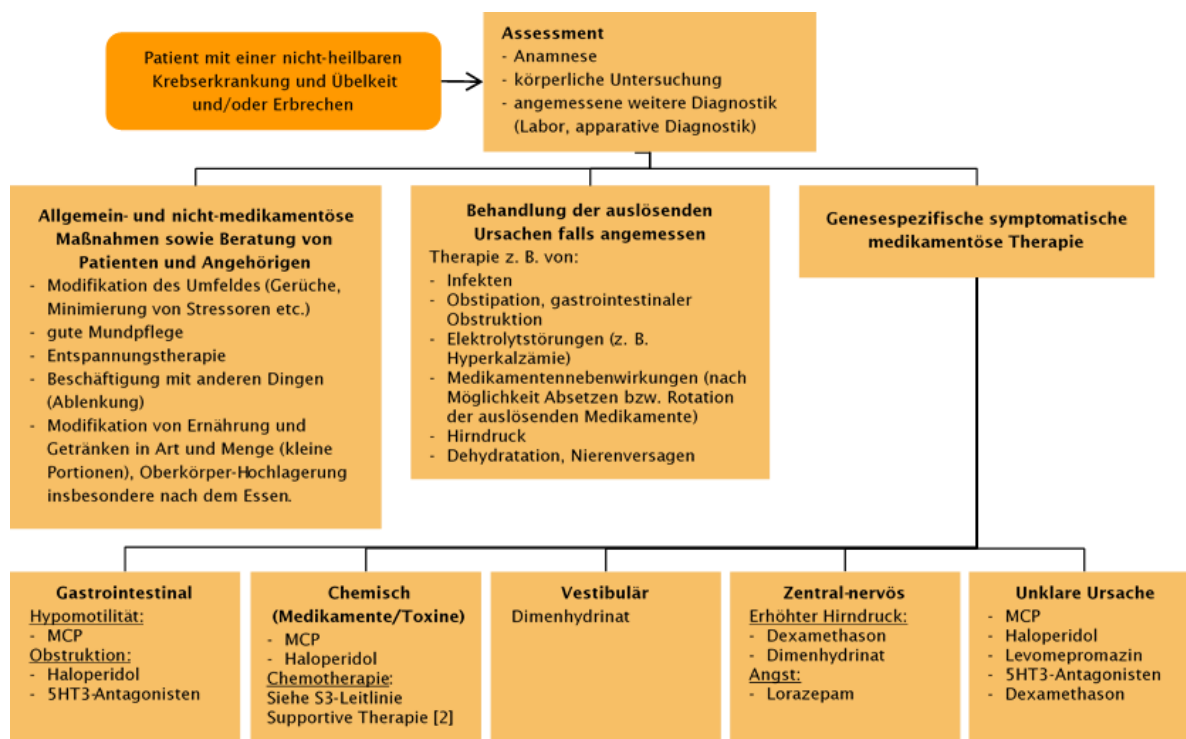 Patient mit einer nicht-heilbaren
Krebserkrankung und Übelkeit
und/oder Erbrechen
Assessment
- Anamnese
- körperliche Untersuchung
- angemessene weitere Diagnostik
(Labor, apparative Diagnostik)
Allgemein- und nicht-medikamentöse
Maßnahmen sowie Beratung von
Patienten und Angehörigen
- Modifikation des Umfeldes (Gerüche,
Minimierung von Stressoren etc.)
- gute Mundpflege
- Entspannungstherapie
- Beschäftigung mit anderen Dingen
(Ablenkung)
- Modifikation von Ernährung und
Getränken in Art und Menge (kleine
Portionen), Oberkörper-Hochlagerung
insbesondere nach dem Essen.
Behandlung der auslösenden
Ursachen falls angemessen
Therapie z. B. von:
- Infekten
- Obstipation, gastrointestinaler
Obstruktion
- Elektrolytstörungen (z. B.
Hyperkalzämie)
- Medikamentennebenwirkungen (nach
Möglichkeit Absetzen bzw. Rotation
der auslösenden Medikamente)
- Hirndruck
- Dehydratation, Nierenversagen
Genesespezifische symptomatische
medikamentöse Therapie
Gastrointestinal
Hypomotilität:
- MCP
Obstruktion:
- Haloperidol
- 5HT3-Antagonisten
Chemisch
(Medikamente/Toxine)
- MCP
- Haloperidol
Chemotherapie:
Siehe S3-Leitlinie
Supportive Therapie [2]
Vestibulär
Dimenhydrinat
Zentral-nervös
Erhöhter Hirndruck:
- Dexamethason
- Dimenhydrinat
Angst:
- Lorazepam
Unklare Ursache
- MCP
- Haloperidol
- Levomepromazin
- 5HT3-Antagonisten
- Dexamethason